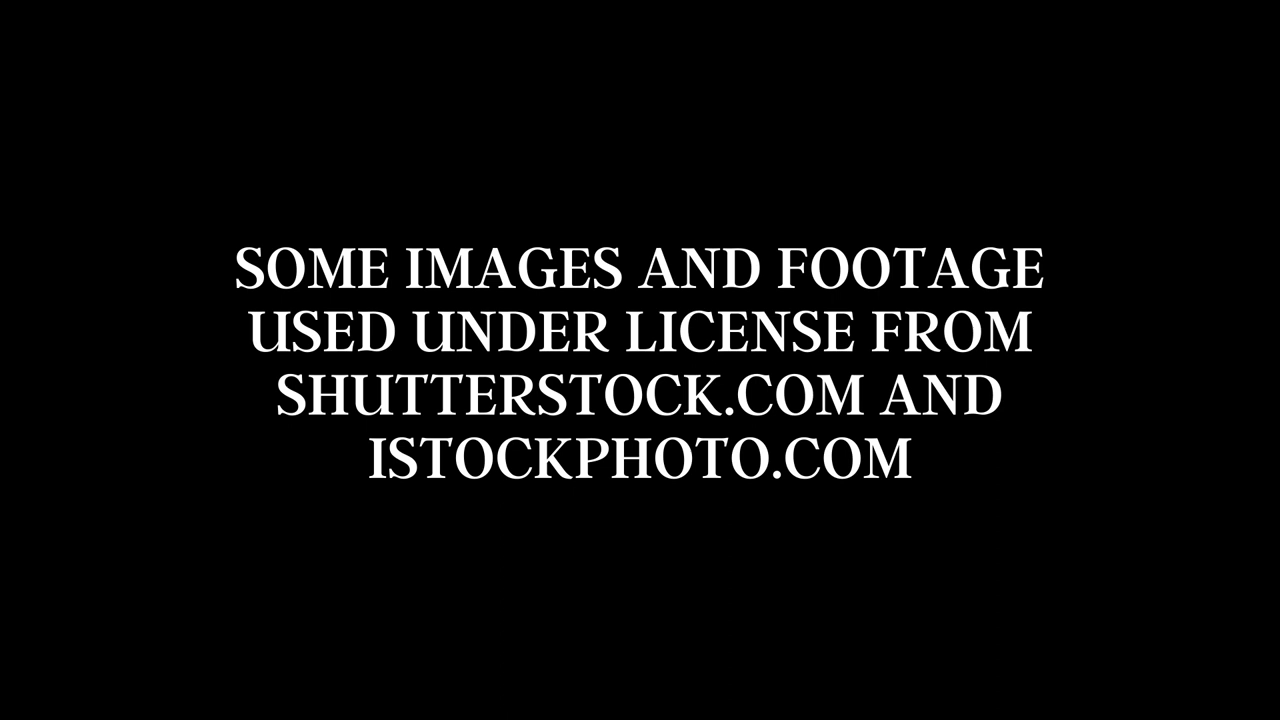 SOME IMAGES AND FOOTAGE
USED UNDER LICENSE FROM
SHUTTERSTOCK.COM AND
ISTOCKPHOTO.COM